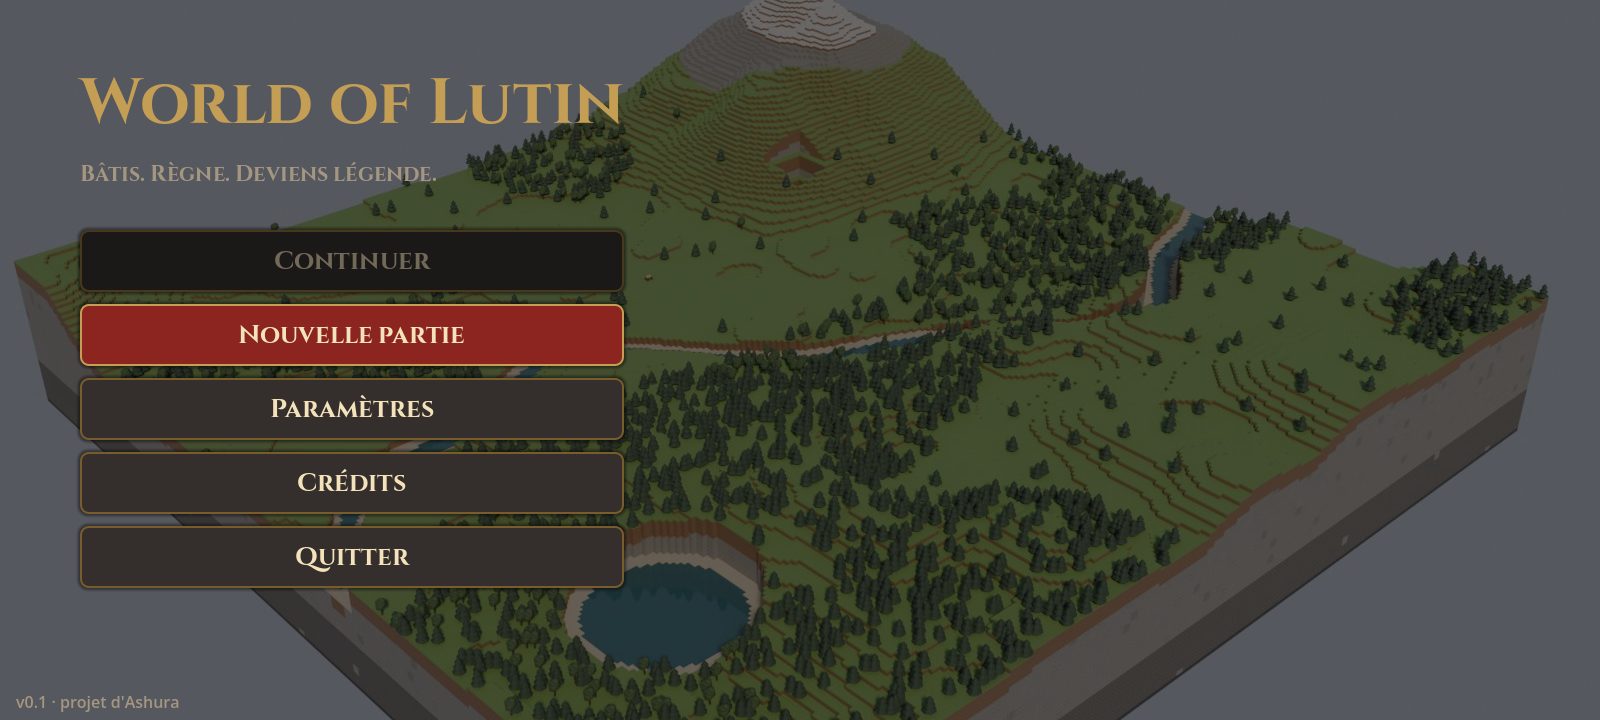 World of Lutin
Bâtis. Règne. Deviens légende.
Continuer
Nouvelle partie
Paramètres
Crédits
Quitter
v0.1 · projet d'Ashura